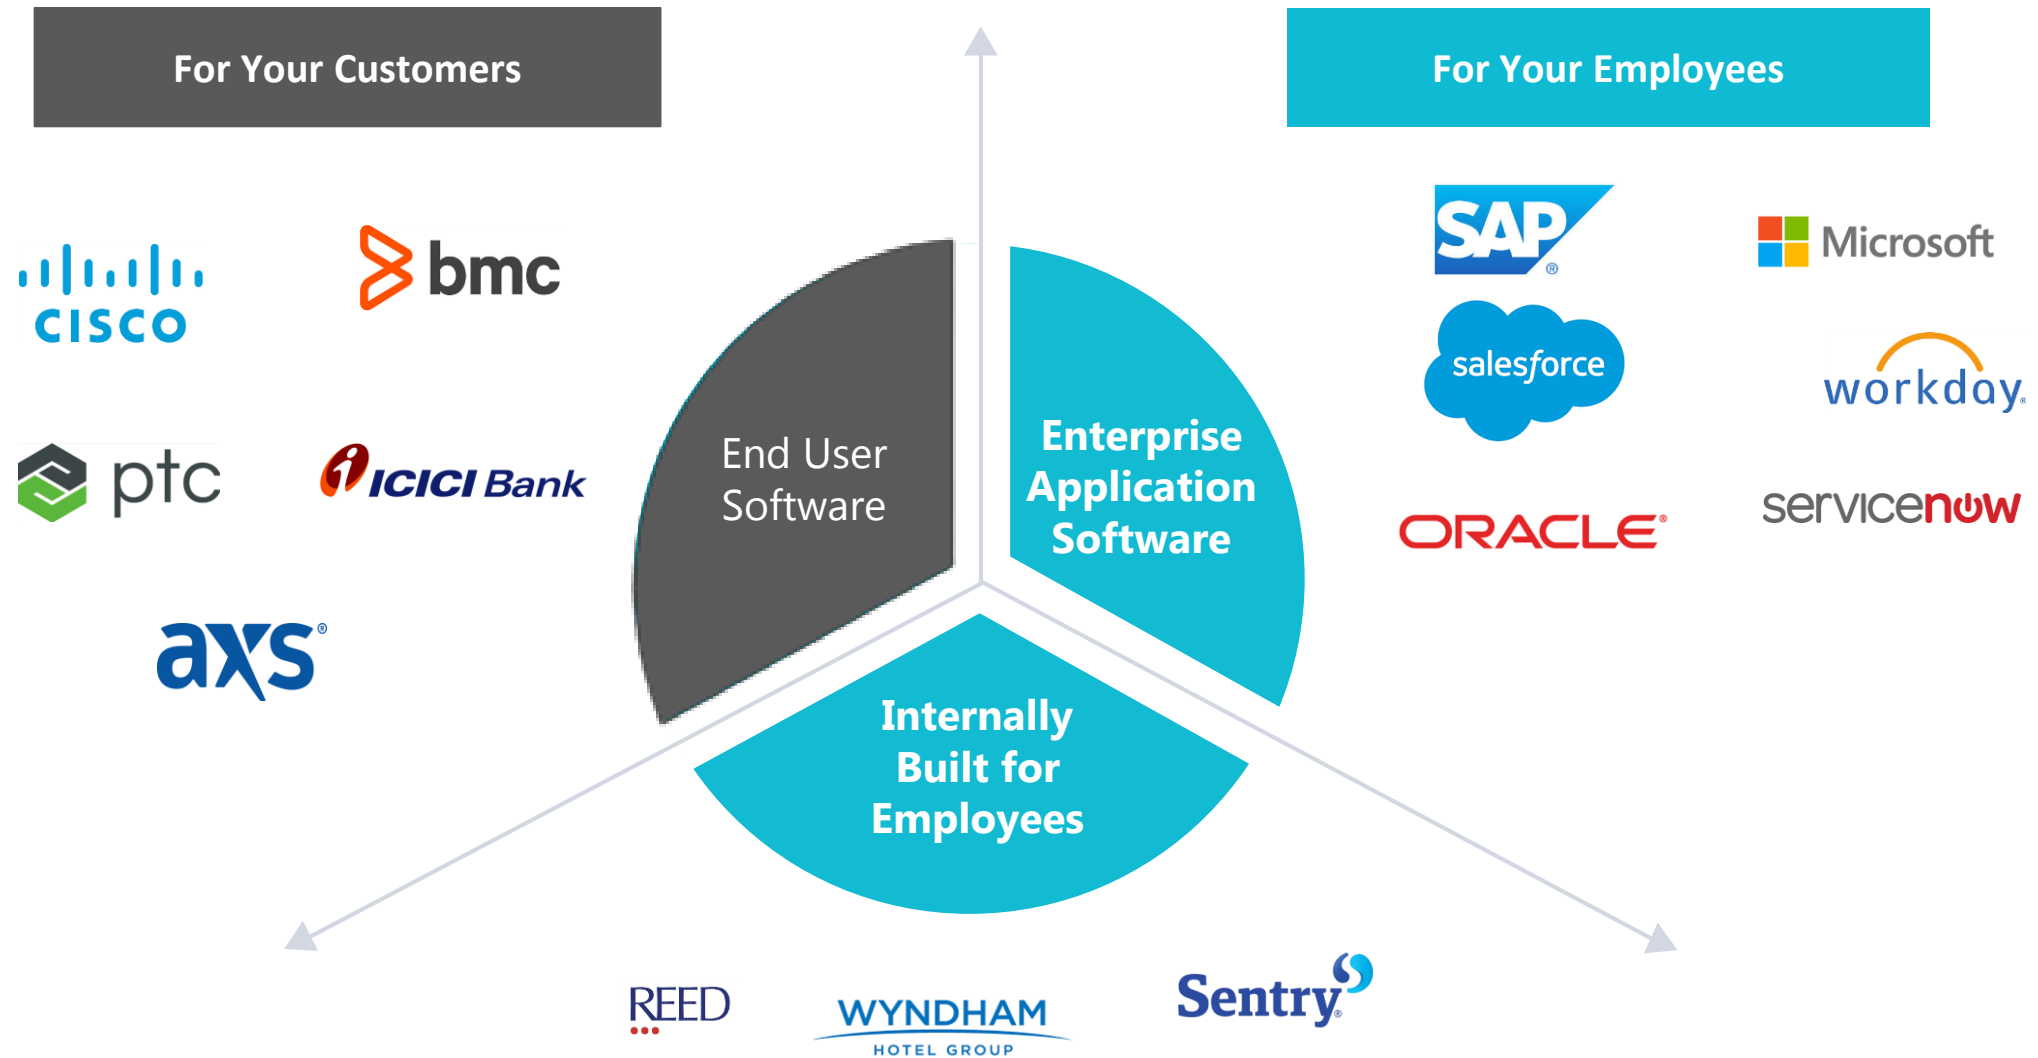 For Your Customers
For Your Employees
cisco
bmc
ptc
ICICI Bank
axs®
End User
Software
Enterprise
Application
Software
Internally
Built for
Employees
SAP®
Microsoft
salesforce
workday®
ORACLE®
servicenow
REED
WYNDHAM
HOTEL GROUP
Sentry®